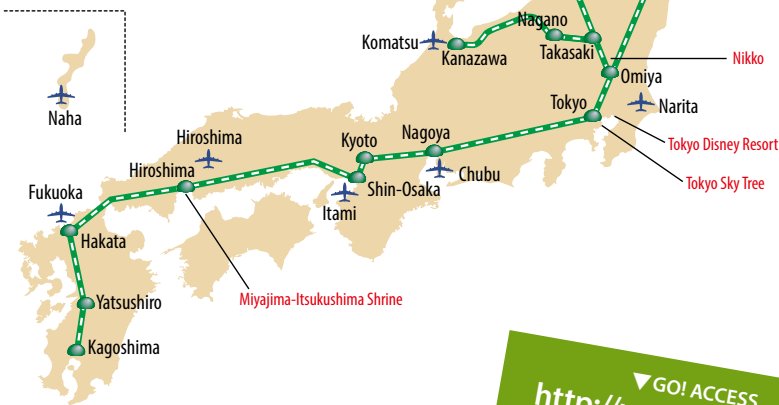 Nagano
Komatsu
Kanazawa
Takasaki
Nikko
Omiya
Tokyo
Narita
Naha
Hiroshima
Kyoto
Nagoya
Tokyo Disney Resort
Hiroshima
Chubu
Tokyo Sky Tree
Fukuoka
Shin-Osaka
Itami
Hakata
Miyajima-Itsukushima Shrine
Yatsushiro
Kagoshima
▼GO! ACCESS